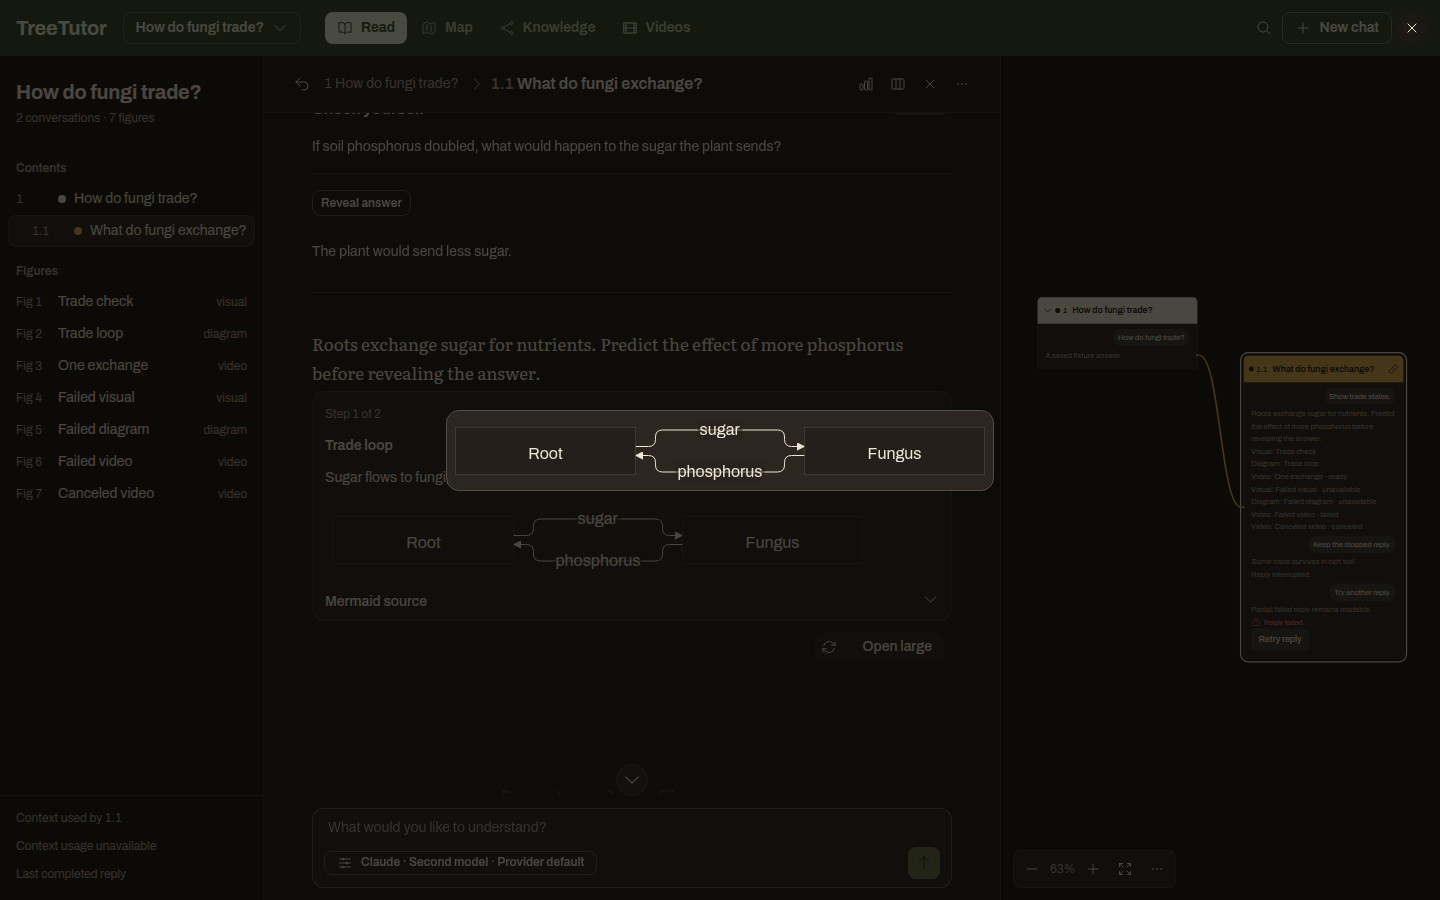 TreeTutor
How do fungi trade?
Read
Map
Knowledge
Videos
New chat
How do fungi trade?
2 conversations · 7 figures
Contents
1 How do fungi trade?
1.1 What do fungi exchange?
Figures
Fig 1 Trade check visual
Fig 2 Trade loop diagram
Fig 3 One exchange video
Fig 4 Failed visual visual
Fig 5 Failed diagram diagram
Fig 6 Failed video video
Fig 7 Canceled video video
Context used by 1.1
Context usage unavailable
Last completed reply
1 How do fungi trade?
1.1 What do fungi exchange?
If soil phosphorus doubled, what would happen to the sugar the plant sends?
Reveal answer
The plant would send less sugar.
Roots exchange sugar for nutrients. Predict the effect of more phosphorus
before revealing the answer.
Step 1 of 2
Trade loop
Sugar flows to fungi
sugar
Root
Fungus
phosphorus
sugar
Root
Fungus
phosphorus
Mermaid source
Open large
What would you like to understand?
Claude · Second model · Provider default
1 How do fungi trade?
How do fungi trade?
A saved fixture answer.
1.1 What do fungi exchange?
Show trade states.
Roots exchange sugar for nutrients. Predict
the effect of more phosphorus before
revealing the answer.
Visual: Trade check
Diagram: Trade loop
Video: One exchange · ready
Visual: Failed visual · unavailable
Diagram: Failed diagram · unavailable
Video: Failed video · failed
Video: Canceled video · canceled
Keep the stopped reply.
Some trade survives in rich soil.
Reply interrupted.
Try another reply.
Partial failed reply remains readable.
Reply failed.
Retry reply
63%